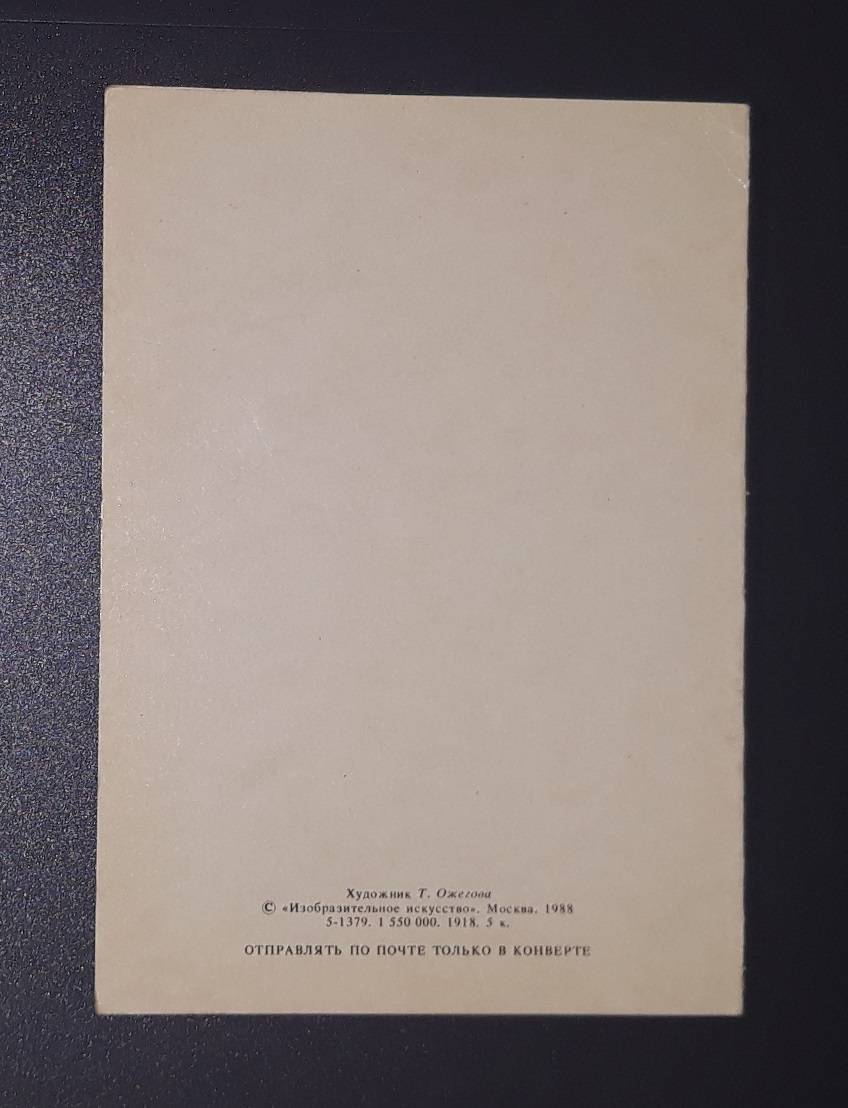 Художник Т. Ожегова
© «Изобразительное искусство». Москва. 1988
5-1379. 1 550 000. 1918. 5 к.
ОТПРАВЛЯТЬ ПО ПОЧТЕ ТОЛЬКО В КОНВЕРТЕ